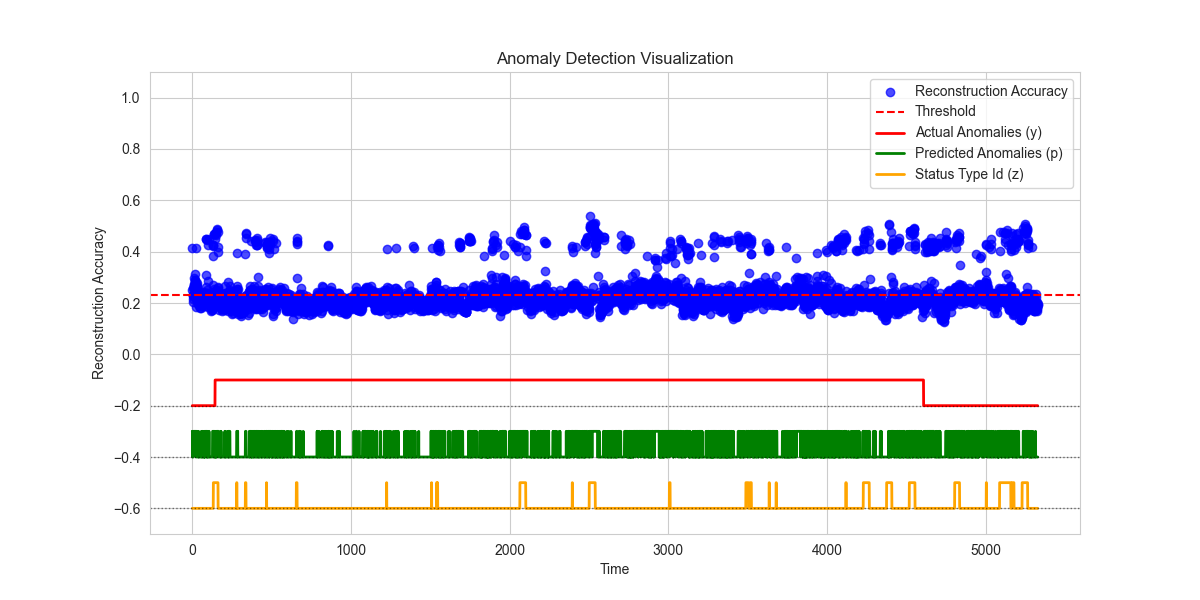 Anomaly Detection Visualization
Reconstruction Accuracy
Threshold
Actual Anomalies (y)
Predicted Anomalies (p)
Status Type Id (z)
Reconstruction Accuracy
1.0
0.8
0.6
0.4
0.2
0.0
−0.2
−0.4
−0.6
0
1000
2000
3000
4000
5000
Time